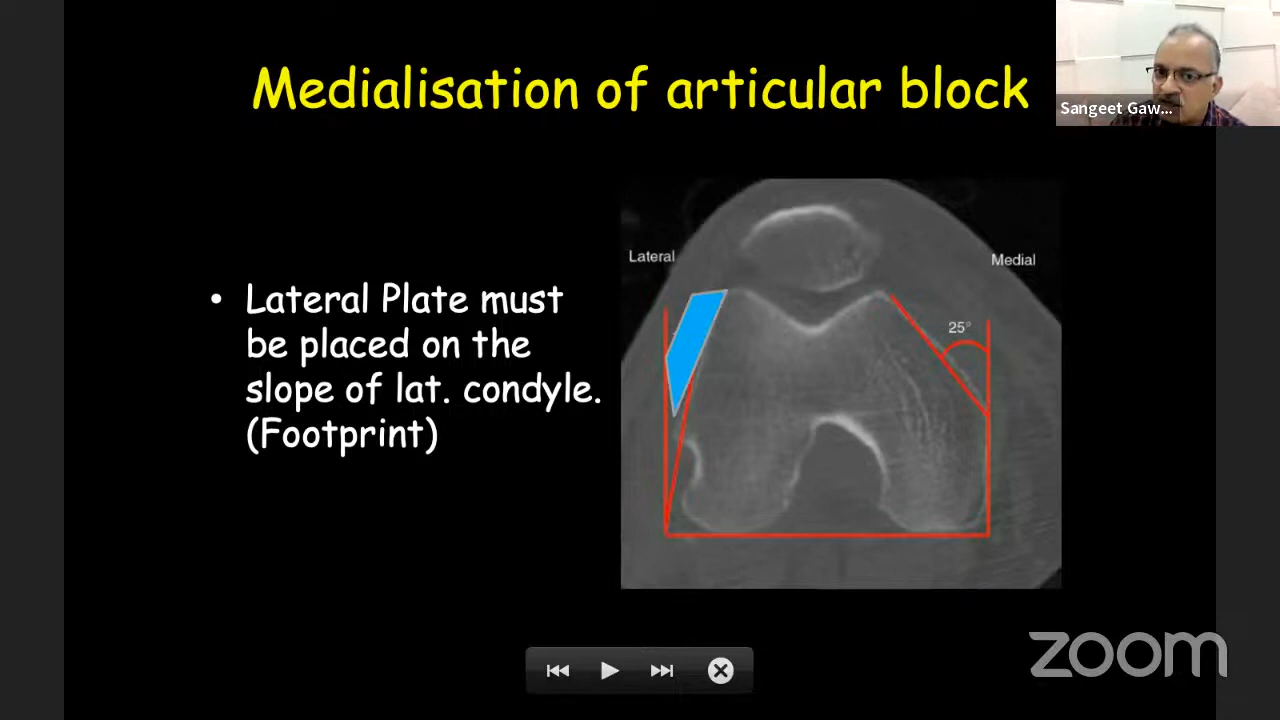 Medialisation of articular block
Sangeet Gaw...
• Lateral Plate must
be placed on the
slope of lat. condyle.
(Footprint)
Lateral
Medial
25°
zoom